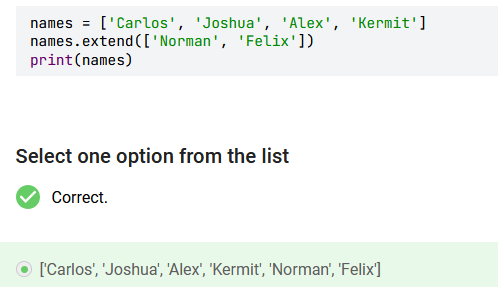 names = ['Carlos', 'Joshua', 'Alex', 'Kermit']
names.extend(['Norman', 'Felix'])
print(names)
Select one option from the list
Correct.
['Carlos', 'Joshua', 'Alex', 'Kermit', 'Norman', 'Felix']